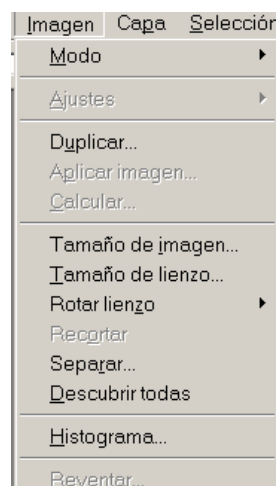 Imagen Capa Selección
Modo
Ajustes
Duplicar...
Aplicar imagen...
Calcular...
Tamaño de imagen...
Tamaño de lienzo...
Rotar lienzo
Recortar
Separar...
Descubrir todas
Histograma...
Reventar...